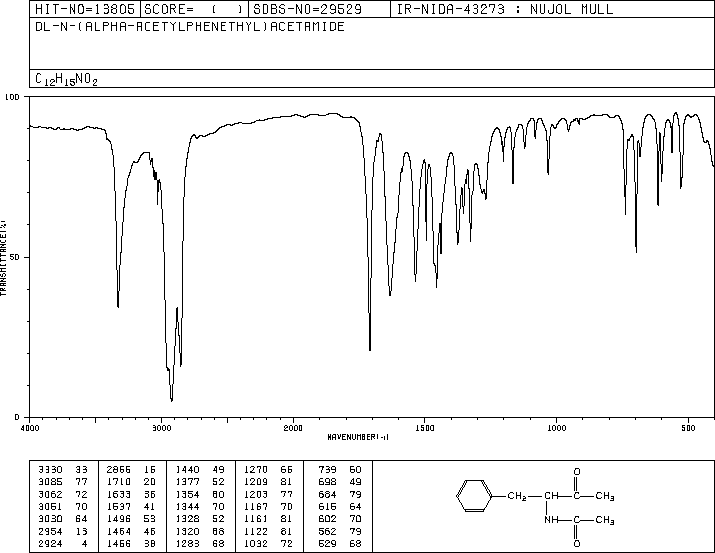 HIT-NO=13805 SCORE= ( ) SDBS-NO=29529 IR-NIDA-43273 : NUJOL MULL
DL-N-(ALPHA-ACETYLPHENETHYL)ACETAMIDE
C12H15NO2
100
50
0
TRANSMITTANCE(%)
4000 3000 2000 1500 1000 500
WAVENUMBER(-1)
3330 33 2866 16 1440 49 1270 66 739 60
3085 77 1710 20 1377 52 1209 81 698 49
3062 72 1633 36 1354 60 1203 77 684 79
3051 70 1537 41 1344 70 1167 70 615 64
3030 64 1496 53 1328 52 1161 81 602 70
2954 13 1464 46 1320 68 1122 81 562 79
2924 4 1456 38 1283 68 1032 72 529 68
O
CH2 CH C CH3
NH C CH3
O